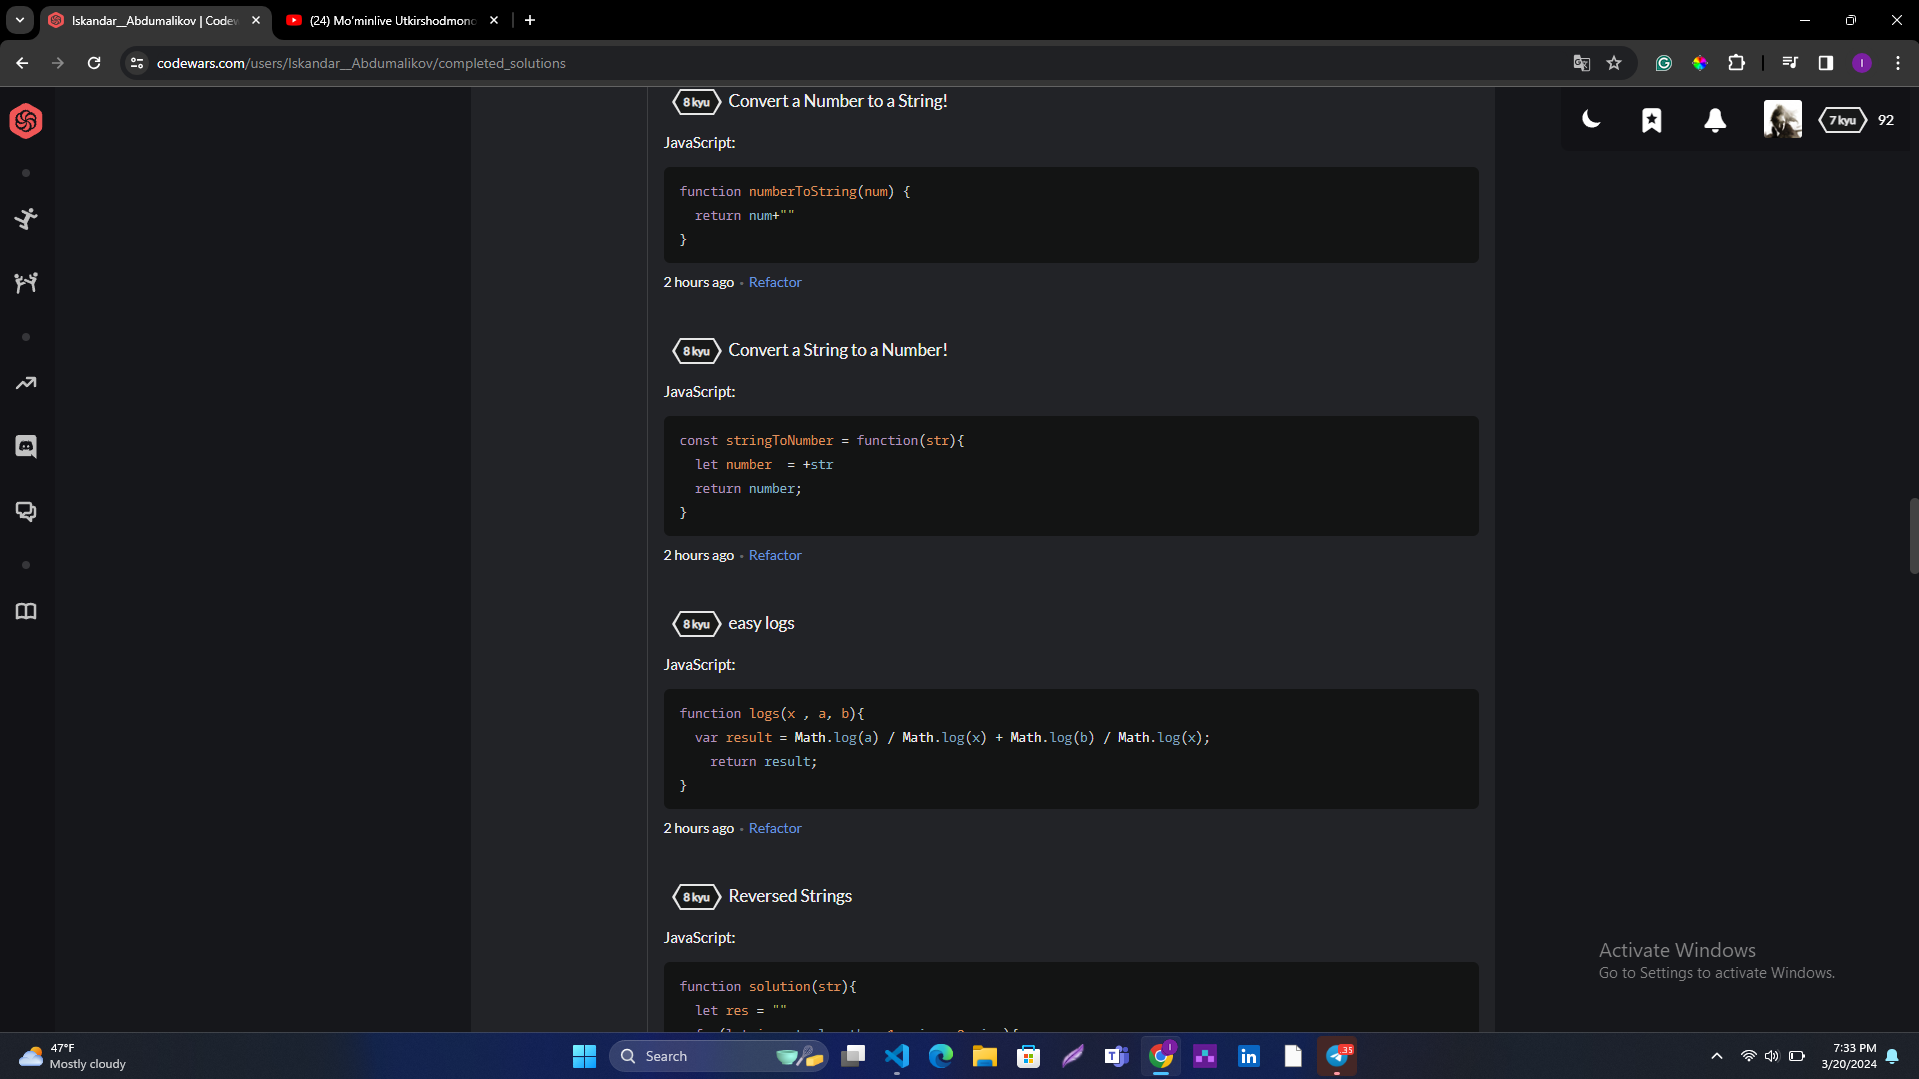 Iskandar__Abdumalikov | Codew
(24) Mo'minlive Utkirshodmono
codewars.com/users/Iskandar__Abdumalikov/completed_solutions
I
7 kyu
92
8 kyu Convert a Number to a String!
JavaScript:
function numberToString(num) {
return num+""
}
2 hours ago • Refactor
8 kyu Convert a String to a Number!
JavaScript:
const stringToNumber = function(str){
let number  = +str
return number;
}
2 hours ago • Refactor
8 kyu easy logs
JavaScript:
function logs(x , a, b){
var result = Math.log(a) / Math.log(x) + Math.log(b) / Math.log(x);
return result;
}
2 hours ago • Refactor
8 kyu Reversed Strings
JavaScript:
function solution(str){
let res = ""
Activate Windows
Go to Settings to activate Windows.
47°F
Mostly cloudy
Search
35
7:33 PM
3/20/2024